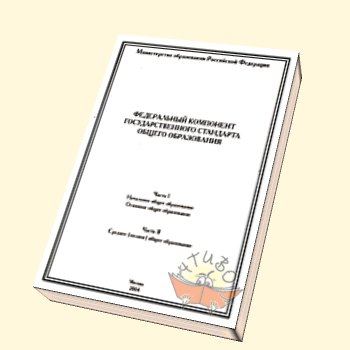 Министерство образования Российской Федерации
ФЕДЕРАЛЬНЫЙ КОМПОНЕНТ
ГОСУДАРСТВЕННОГО СТАНДАРТА
ОБЩЕГО ОБРАЗОВАНИЯ
Часть I
Начальное общее образование
Основное общее образование
Часть II
Среднее (полное) общее образование
Москва
2004